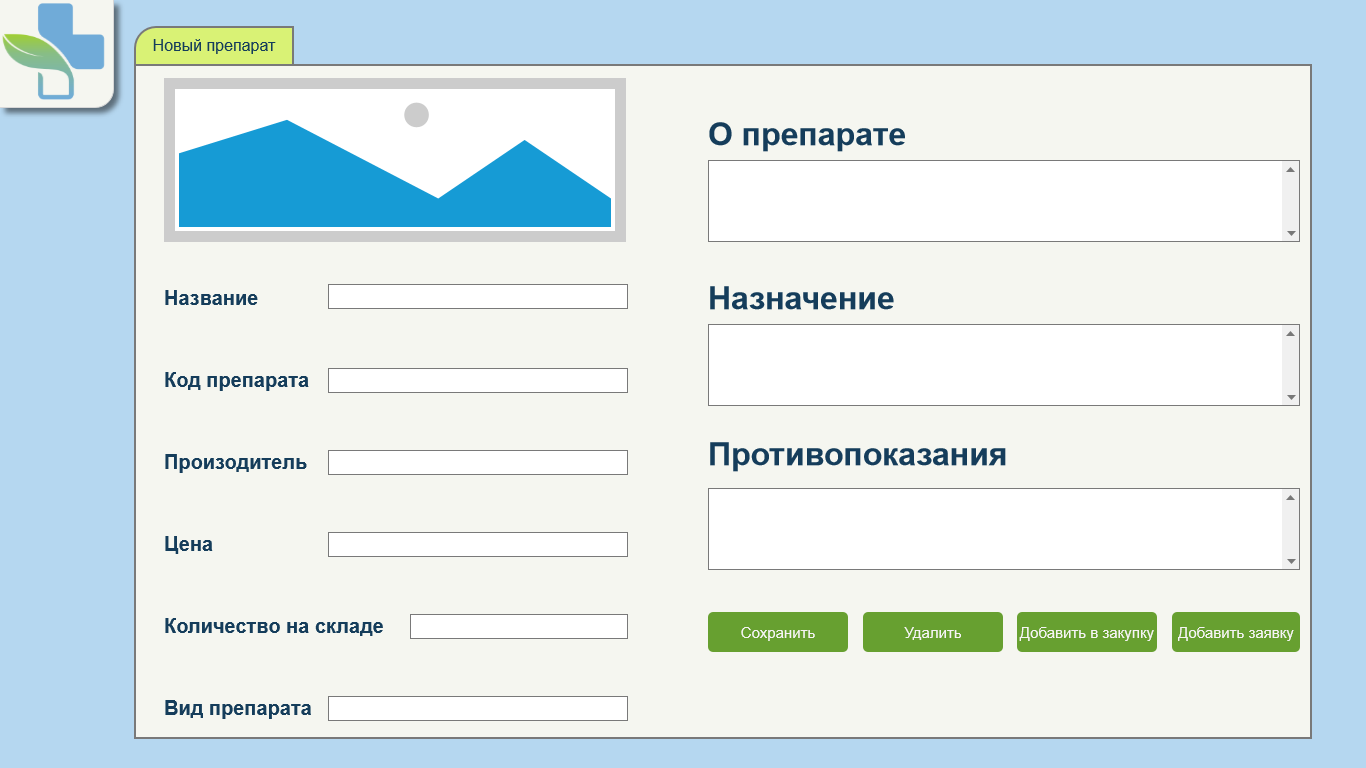 Новый препарат
Название
Код препарата
Произодитель
Цена
Количество на складе
Вид препарата
О препарате
Назначение
Противопоказания
Сохранить
Удалить
Добавить в закупку
Добавить заявку